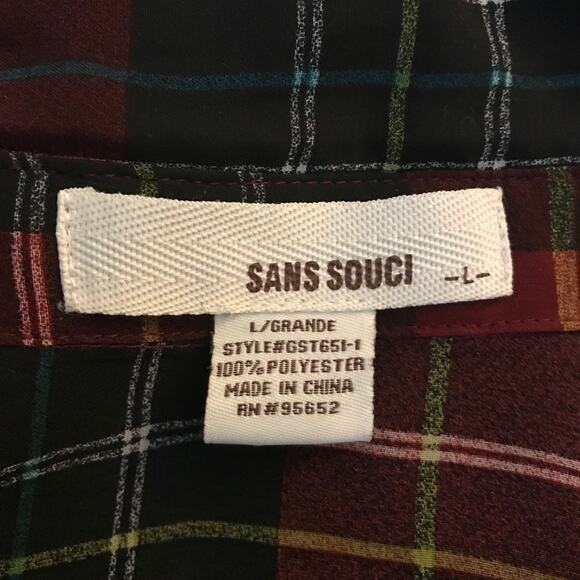 SANS SOUCI -L-
L/GRANDE
STYLE#GST651-1
100% POLYESTER
MADE IN CHINA
RN#95652